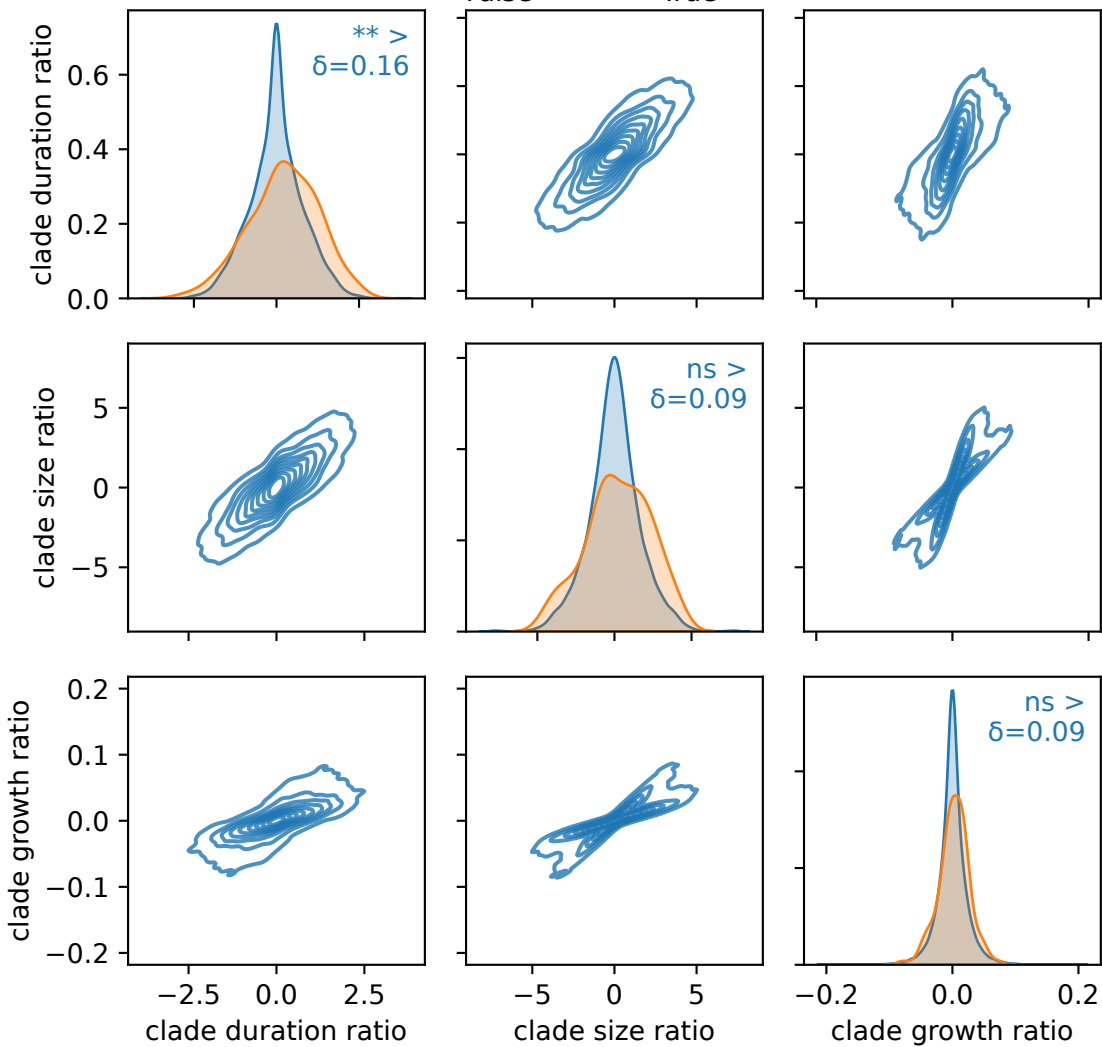 clade duration ratio
0.6
0.4
0.2
0.0
** >
δ=0.16
clade size ratio
5
0
−5
ns >
δ=0.09
clade growth ratio
0.2
0.1
0.0
−0.1
−0.2
ns >
δ=0.09
−2.5 0.0 2.5
−5 0 5
−0.2 0.0 0.2
clade duration ratio
clade size ratio
clade growth ratio